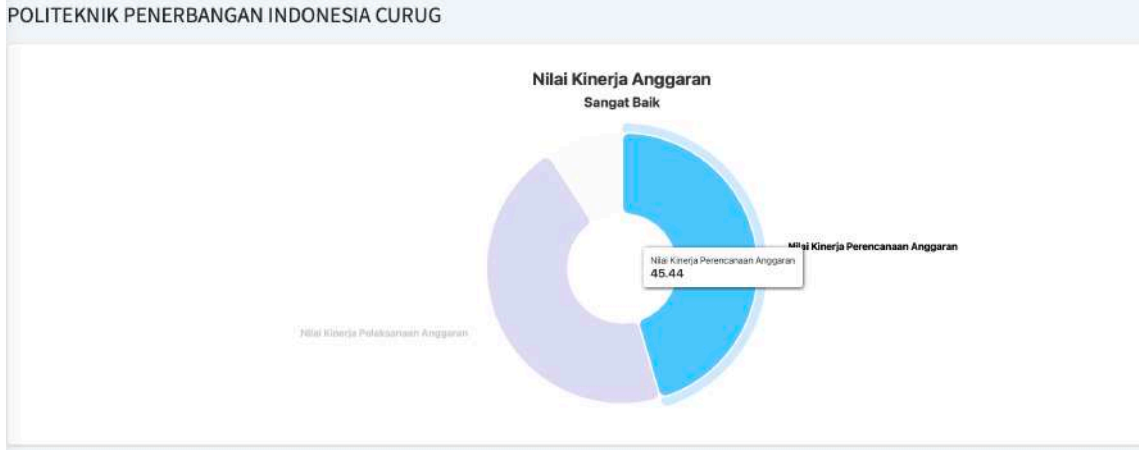 POLITEKNIK PENERBANGAN INDONESIA CURUG
Nilai Kinerja Anggaran
Sangat Baik
Nilai Kinerja Perencanaan Anggaran
Nilai Kinerja Perencanaan Anggaran
45.44
Nilai Kinerja Pelaksanaan Anggaran